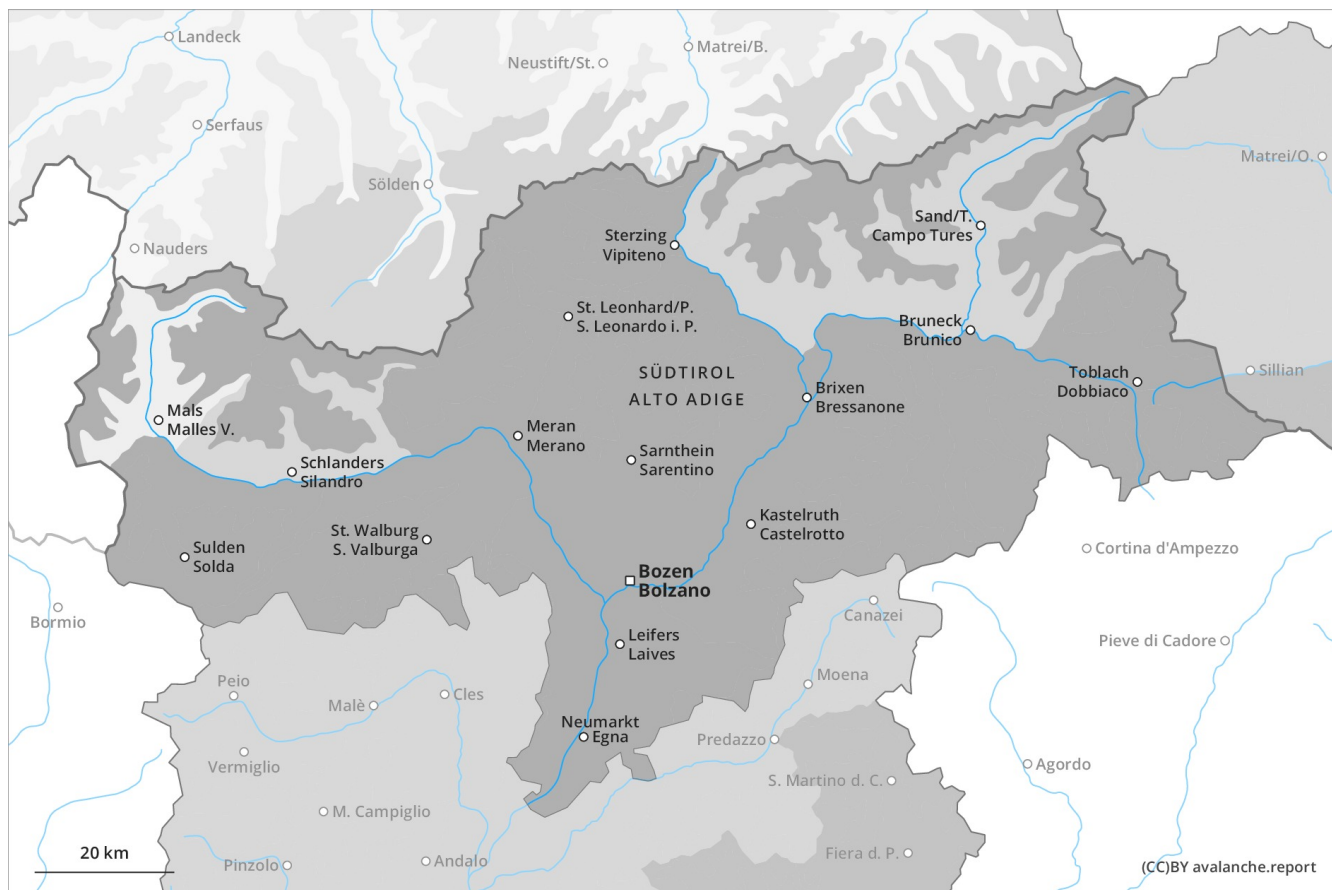 Landeck
Matrei/B.
Neustift/St.
Serfaus
Matrei/O.
Sölden
Sand/T.
Campo Tures
Nauders
Sterzing
Vipiteno
St. Leonhard/P.
S. Leonardo i. P.
Bruneck
Brunico
SÜDTIROL
ALTO ADIGE
Toblach
Dobbiaco
Sillian
Brixen
Bressanone
Mals
Malles V.
Meran
Merano
Sarnthein
Sarentino
Schlanders
Silandro
Kastelruth
Castelrotto
St. Walburg
S. Valburga
Sulden
Solda
Cortina d'Ampezzo
Bozen
Bolzano
Bormio
Canazei
Leifers
Laives
Pieve di Cadore
Moena
Peio
Malè
Cles
Neumarkt
Egna
Predazzo
Vermiglio
Agordo
S. Martino d. C.
M. Campiglio
20 km
Pinzolo
Andalo
Fiera d. P.
(CC)BY avalanche.report